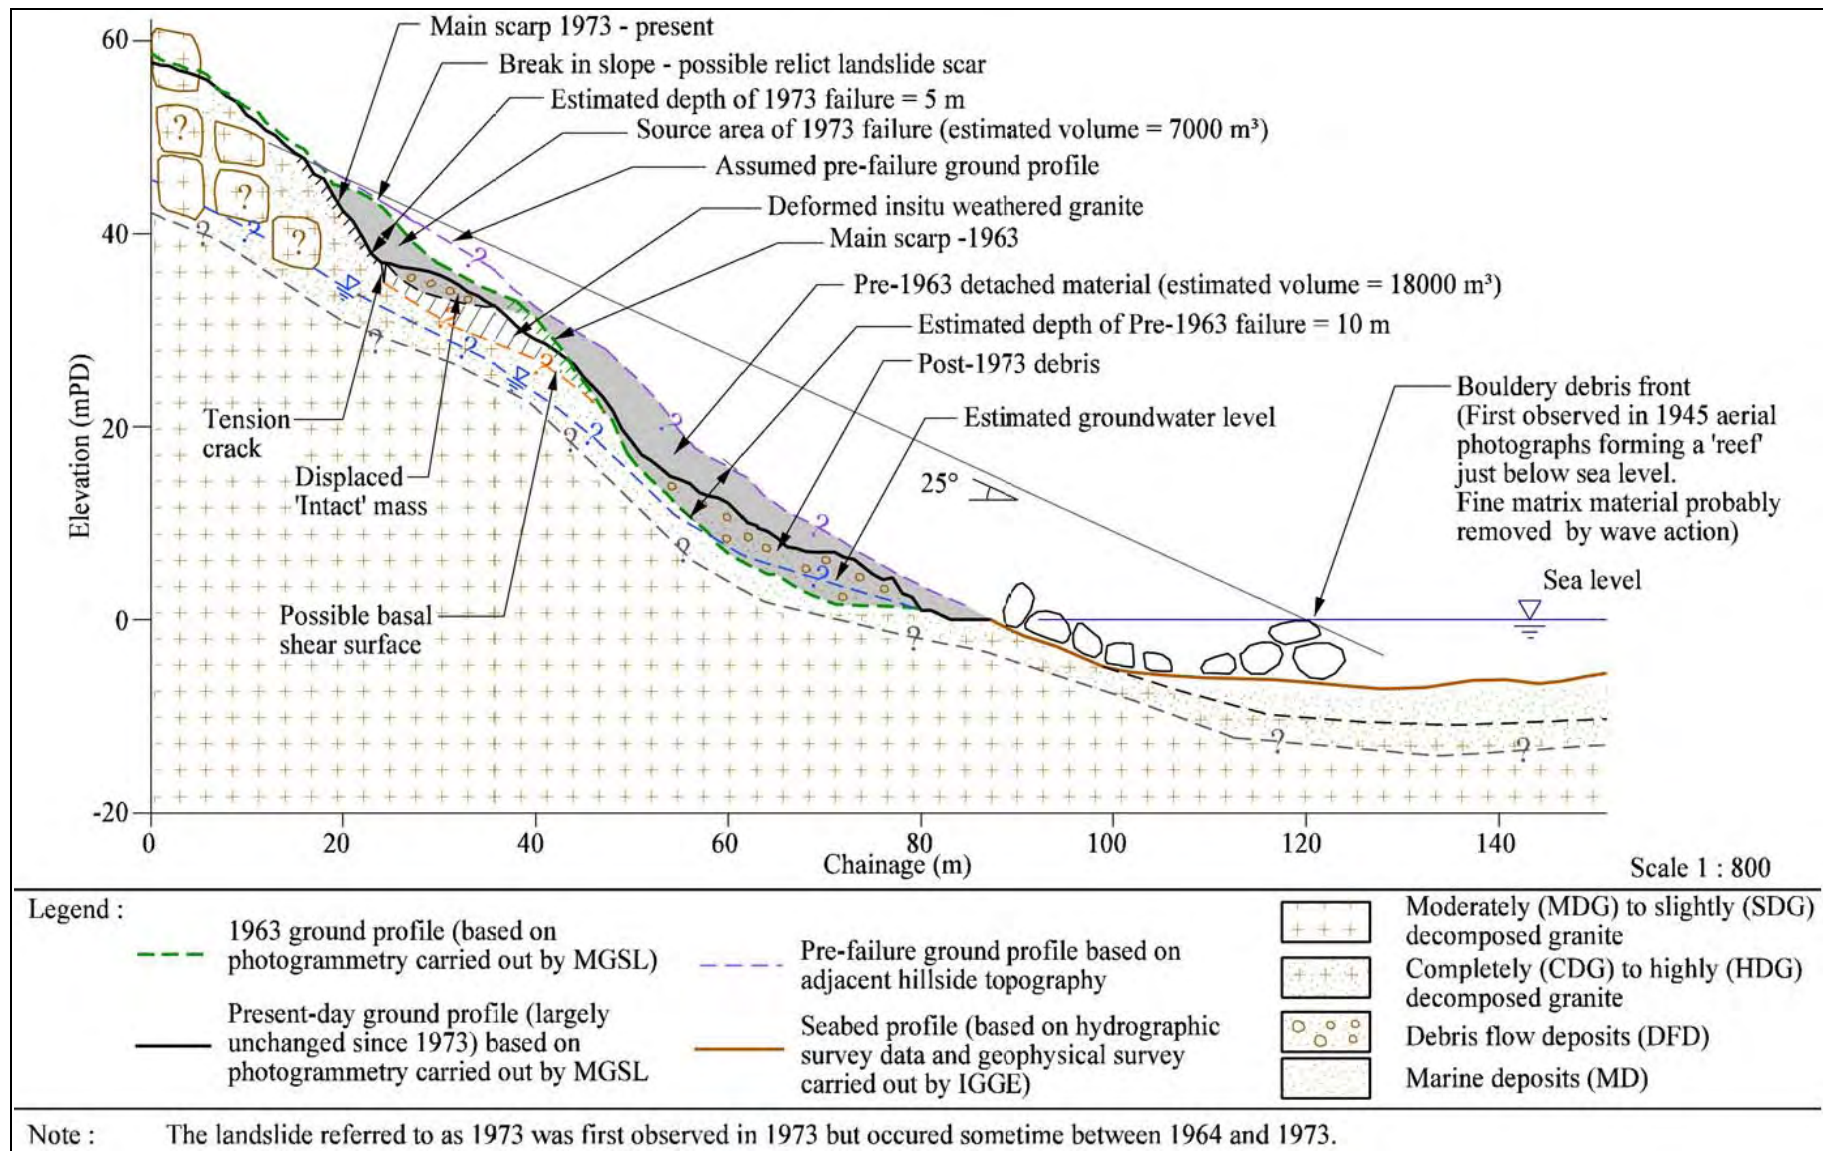 Main scarp 1973 - present
Break in slope - possible relict landslide scar
Estimated depth of 1973 failure = 5 m
Source area of 1973 failure (estimated volume = 7000 m³)
Assumed pre-failure ground profile
Deformed insitu weathered granite
Main scarp -1963
Pre-1963 detached material (estimated volume = 18000 m³)
Estimated depth of Pre-1963 failure = 10 m
Post-1973 debris
Estimated groundwater level
Bouldery debris front
(First observed in 1945 aerial
photographs forming a 'reef'
just below sea level.
Fine matrix material probably
removed by wave action)
Sea level
25°
Tension
crack
Displaced
'Intact' mass
Possible basal
shear surface
? ? ? ? ? ? ? ? ? ? ? ? ? ? ? ? ? ? ? ? ?
Elevation (mPD)
60
40
20
0
-20
0 20 40 60 80 100 120 140
Chainage (m)
Scale 1 : 800
Legend :
1963 ground profile (based on
photogrammetry carried out by MGSL)
Present-day ground profile (largely
unchanged since 1973) based on
photogrammetry carried out by MGSL
Pre-failure ground profile based on
adjacent hillside topography
Seabed profile (based on hydrographic
survey data and geophysical survey
carried out by IGGE)
Moderately (MDG) to slightly (SDG)
decomposed granite
Completely (CDG) to highly (HDG)
decomposed granite
Debris flow deposits (DFD)
Marine deposits (MD)
Note : The landslide referred to as 1973 was first observed in 1973 but occured sometime between 1964 and 1973.